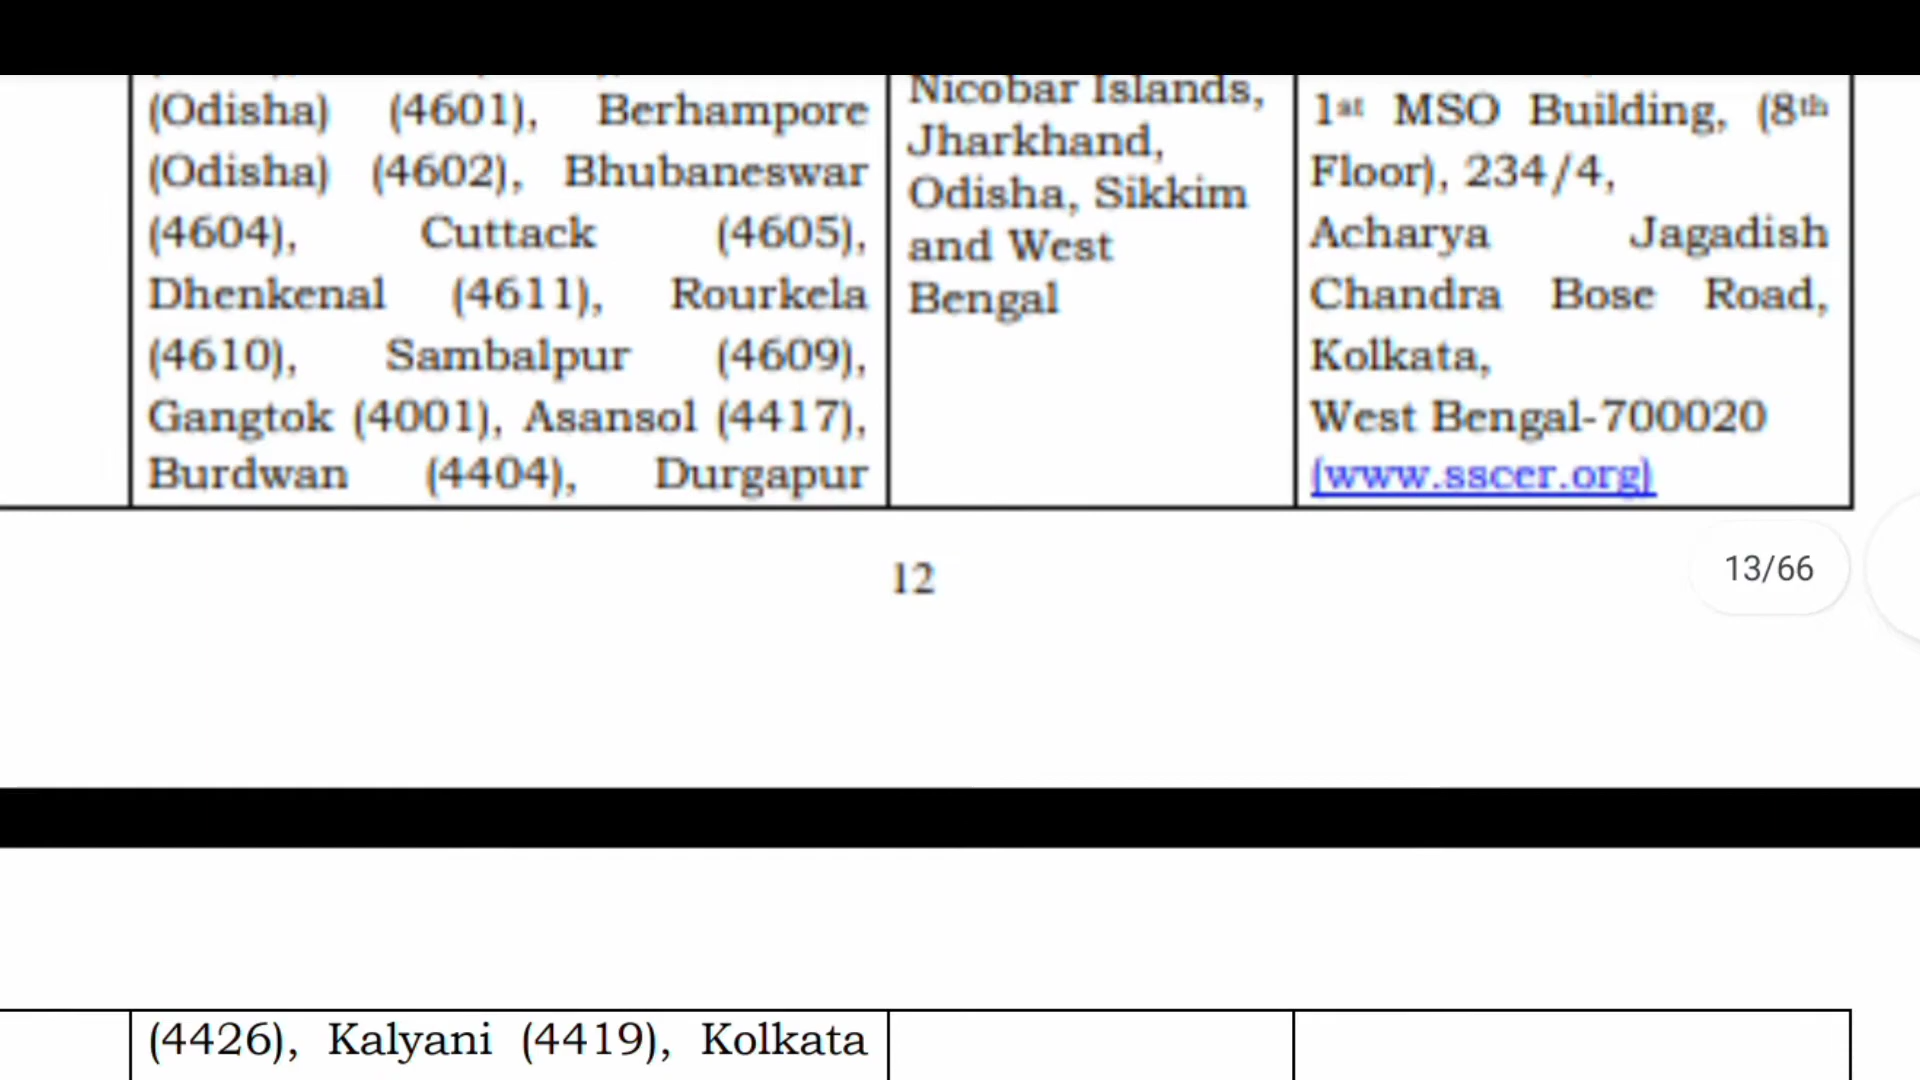 (Odisha) (4601), Berhampore
(Odisha) (4602), Bhubaneswar
(4604), Cuttack (4605),
Dhenkenal (4611), Rourkela
(4610), Sambalpur (4609),
Gangtok (4001), Asansol (4417),
Burdwan (4404), Durgapur
Nicobar Islands,
Jharkhand,
Odisha, Sikkim
and West
Bengal
1st MSO Building, (8th
Floor), 234/4,
Acharya Jagadish
Chandra Bose Road,
Kolkata,
West Bengal-700020
(www.sscer.org)
12
13/66
(4426), Kalyani (4419), Kolkata